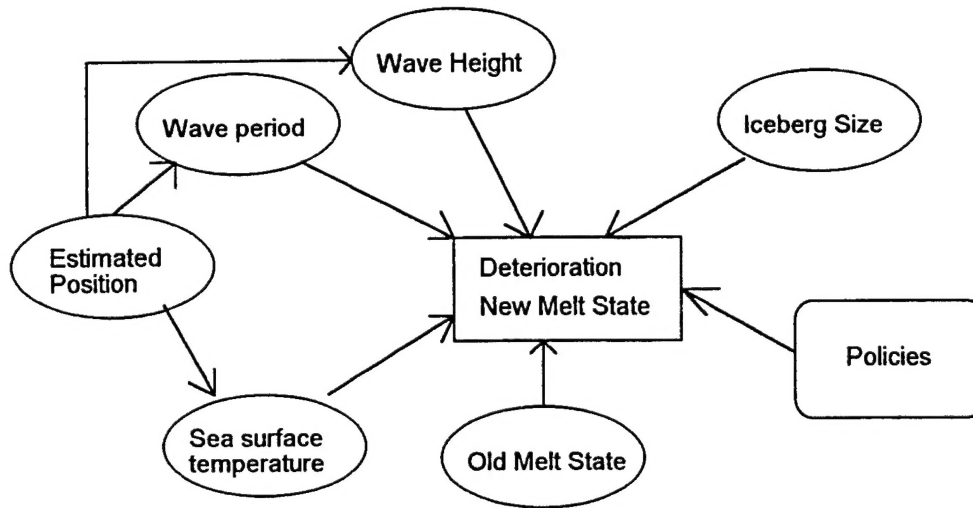 Wave Height
Wave period
Iceberg Size
Estimated
Position
Deterioration
New Melt State
Policies
Sea surface
temperature
Old Melt State